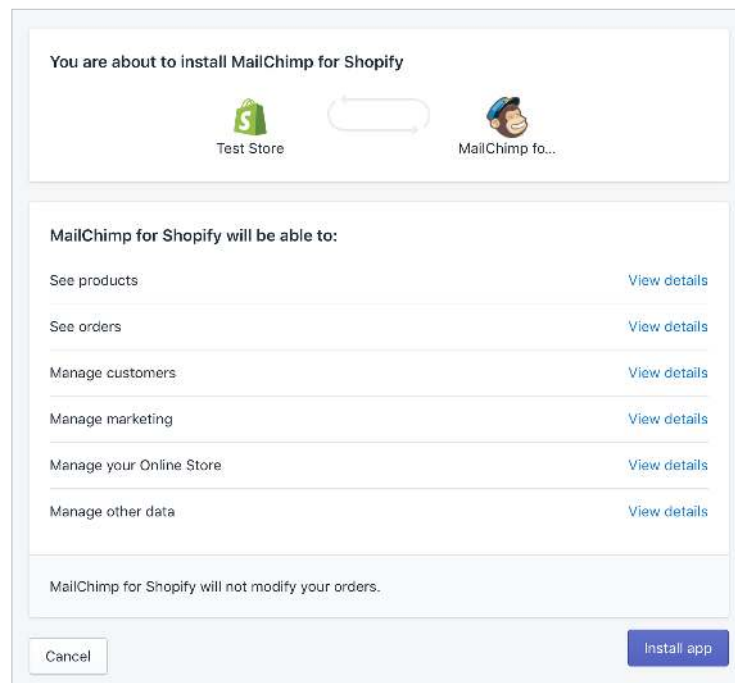 You are about to install MailChimp for Shopify
Test Store
MailChimp fo...
MailChimp for Shopify will be able to:
See products View details
See orders View details
Manage customers View details
Manage marketing View details
Manage your Online Store View details
Manage other data View details
MailChimp for Shopify will not modify your orders.
Cancel
Install app